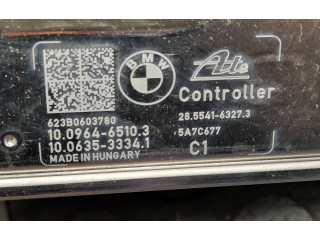 BMW
Ate
Controller
623B0603780
28.5541-6327.3
10.0964-6510.3
5A7C677
10.0635-3334.1
C1
MADE IN HUNGARY